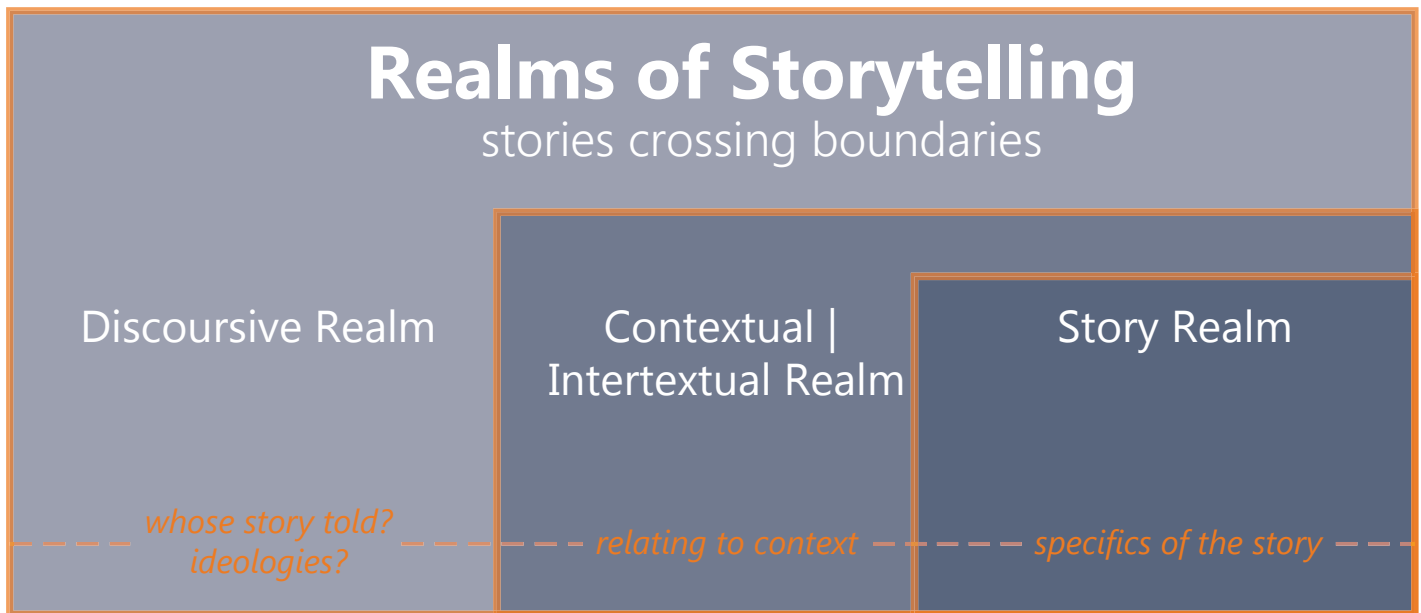 Realms of Storytelling
stories crossing boundaries
Discoursive Realm
Contextual |
Intertextual Realm
Story Realm
whose story told?
ideologies?
relating to context
specifics of the story